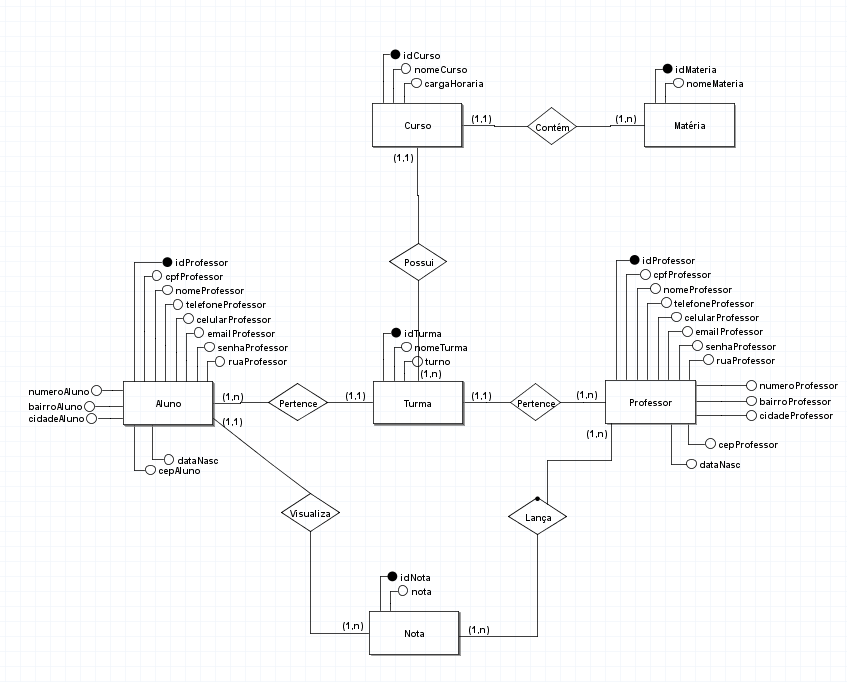 idCurso
nomeCurso
cargaHoraria
idMateria
nomeMateria
Curso
(1,1)
Contém
(1,n)
Matéria
(1,1)
Possui
idProfessor
cpfProfessor
nomeProfessor
telefoneProfessor
celularProfessor
emailProfessor
senhaProfessor
ruaProfessor
idProfessor
cpfProfessor
nomeProfessor
telefoneProfessor
celularProfessor
emailProfessor
senhaProfessor
ruaProfessor
idTurma
nomeTurma
turno
(1,n)
numeroAluno
bairroAluno
cidadeAluno
Aluno
(1,n)
Pertence
(1,1)
Turma
(1,1)
Pertence
(1,n)
Professor
numeroProfessor
bairroProfessor
cidadeProfessor
(1,1)
(1,n)
cepProfessor
dataNasc
dataNasc
cepAluno
Visualiza
Lança
idNota
nota
(1,n)
Nota
(1,n)